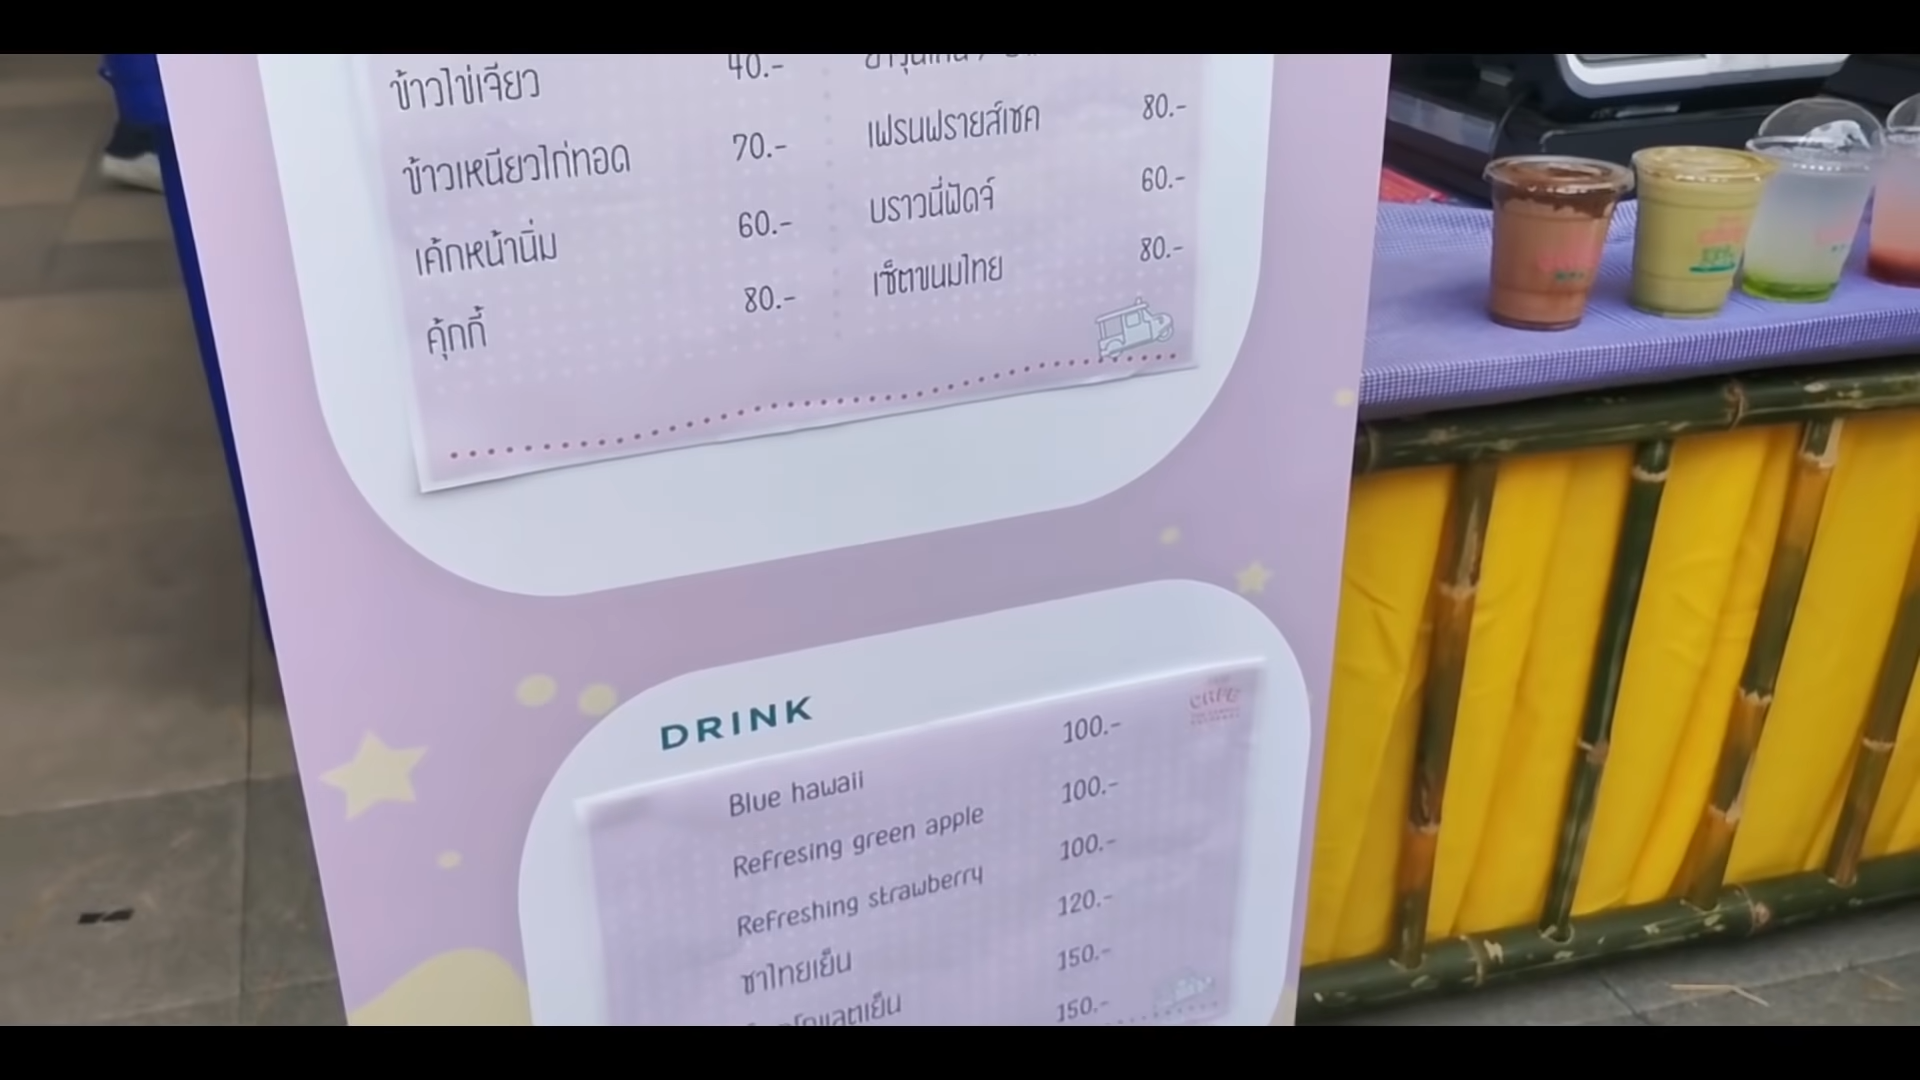 ข้าวไข่เจียว 40.-
ข้าวเหนียวไก่ทอด 70.-
เค้กหน้านิ่ม 60.-
คุ้กกี้ 80.-
เฟรนฟรายส์เชค 80.-
บราวนี่ฟัดจ์ 60.-
เซ็ตขนมไทย 80.-
DRINK
Blue hawaii 100.-
Refresing green apple 100.-
Refreshing strawberry 100.-
ชาไทยเย็น 120.-
150.-
150.-